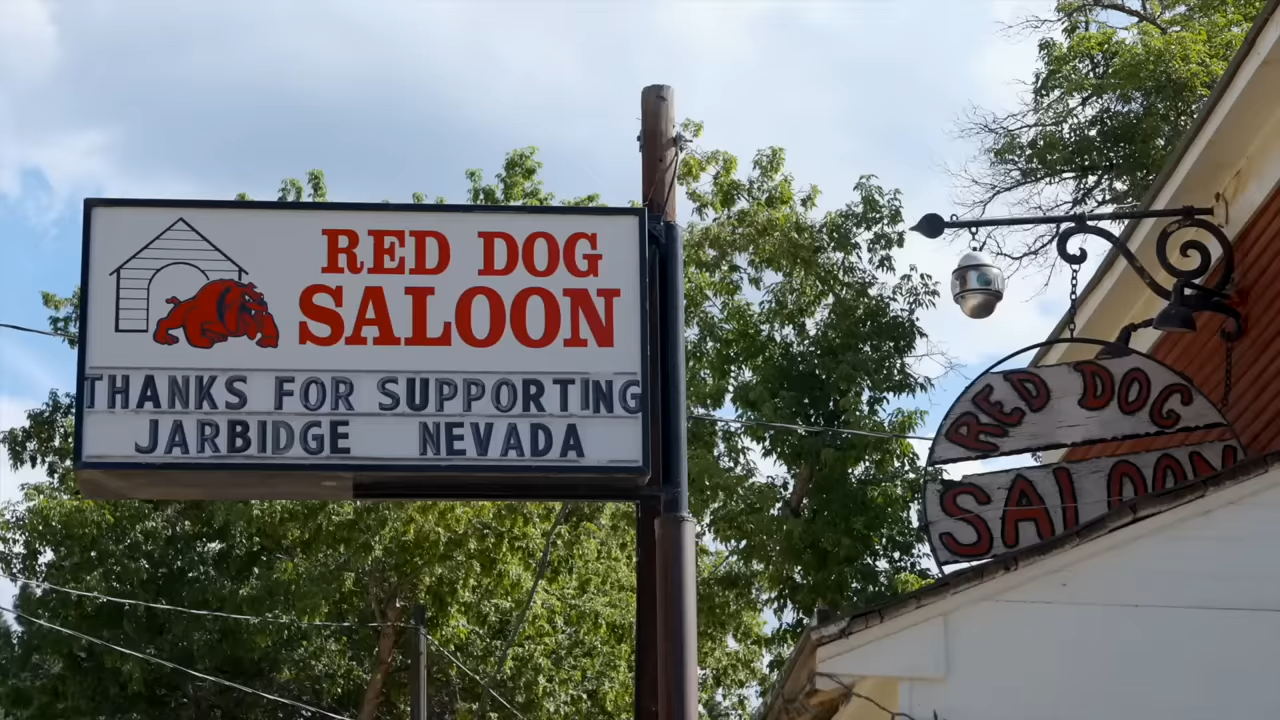 RED DOG
SALOON
THANKS FOR SUPPORTING
JARBIDGE NEVADA
RED DOG
SALOON